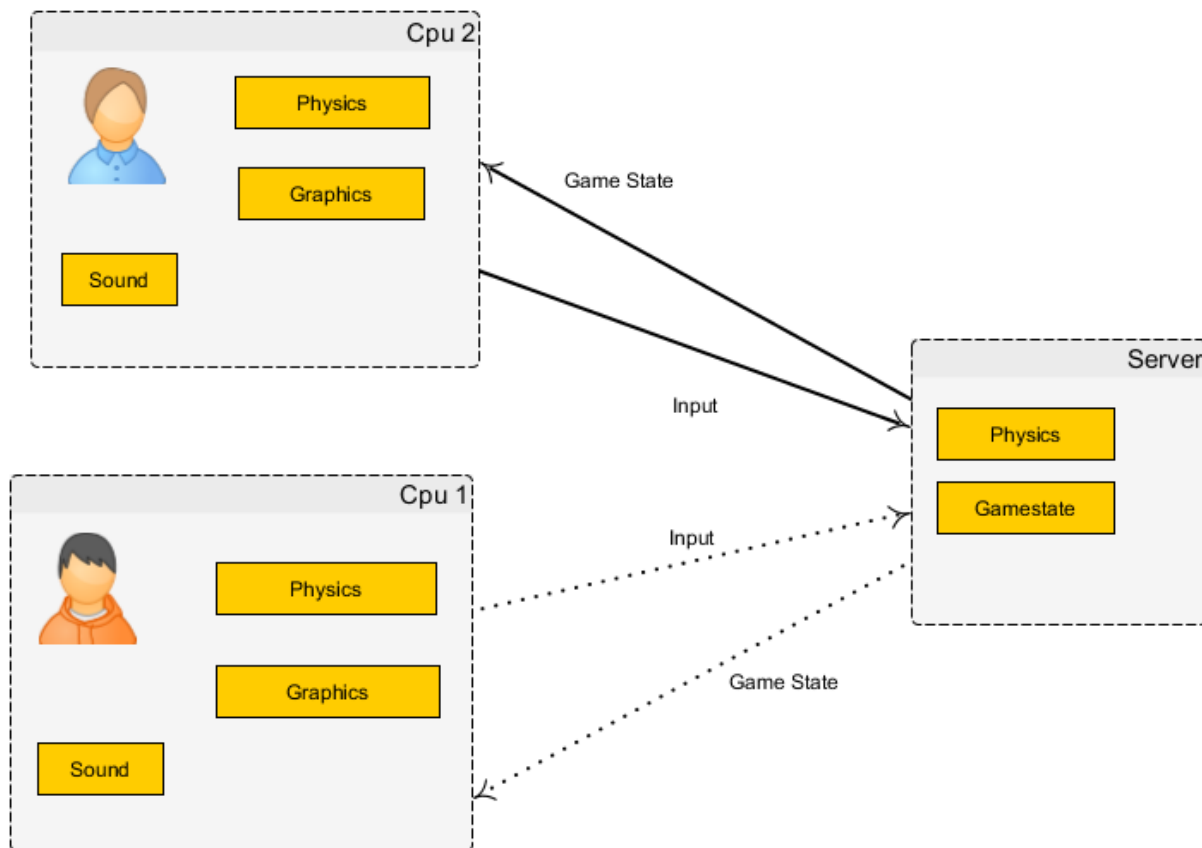 Cpu 2
Physics
Graphics
Sound
Game State
Input
Server
Physics
Gamestate
Cpu 1
Physics
Graphics
Sound
Input
Game State